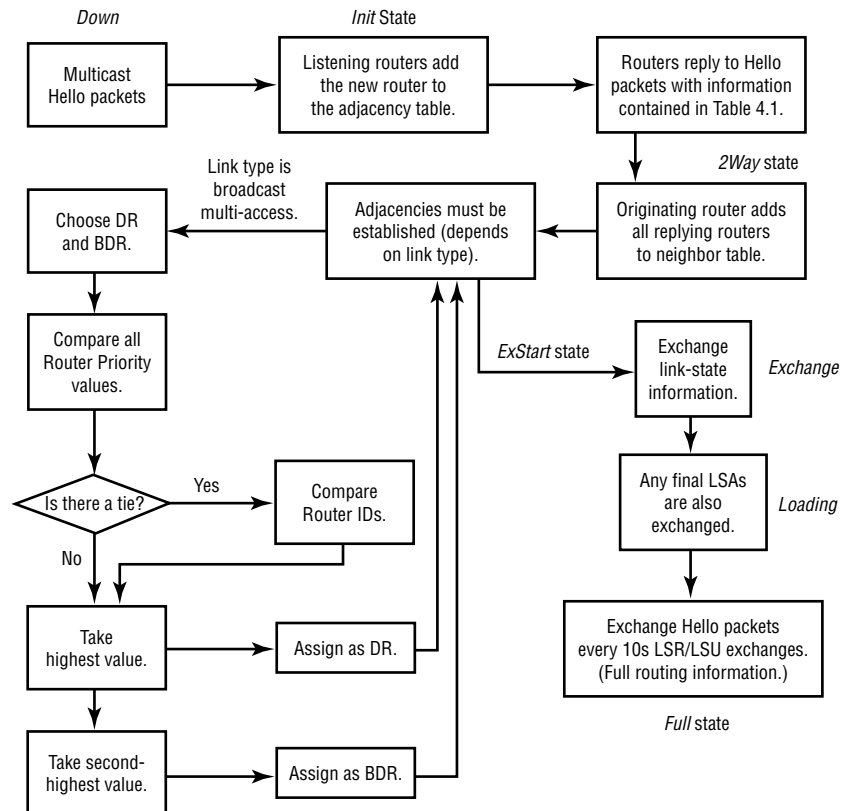 Down
Init State
Multicast
Hello packets
Listening routers add
the new router to
the adjacency table.
Routers reply to Hello
packets with information
contained in Table 4.1.
2Way state
Link type is
broadcast
multi-access.
Choose DR
and BDR.
Adjacencies must be
established (depends
on link type).
Originating router adds
all replying routers
to neighbor table.
Compare all
Router Priority
values.
ExStart state
Exchange
link-state
information.
Exchange
Is there a tie?
Yes
Compare
Router IDs.
Any final LSAs
are also
exchanged.
Loading
No
Take
highest value.
Assign as DR.
Exchange Hello packets
every 10s LSR/LSU exchanges.
(Full routing information.)
Full state
Take second-
highest value.
Assign as BDR.